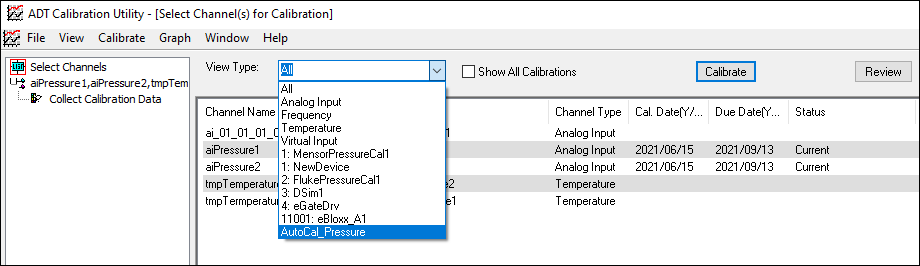 ADT Calibration Utility - [Select Channel(s) for Calibration]
File View Calibrate Graph Window Help
Select Channels
aiPressure1,aiPressure2,tmpTem
Collect Calibration Data
View Type: All Show All Calibrations Calibrate Review
All
Analog Input
Frequency
Temperature
Virtual Input
1: MensorPressureCal1
1: NewDevice
2: FlukePressureCal1
3: DSim1
4: eGateDrv
11001: eBloxx_A1
AutoCal_Pressure
Channel Name Channel Type Cal. Date(Y/... Due Date(Y... Status
ai_01_01_01_0 1 Analog Input
aiPressure1 Analog Input 2021/06/15 2021/09/13 Current
aiPressure2 Analog Input 2021/06/15 2021/09/13 Current
tmpTemperature 2 Temperature
tmpTemperature e1 Temperature